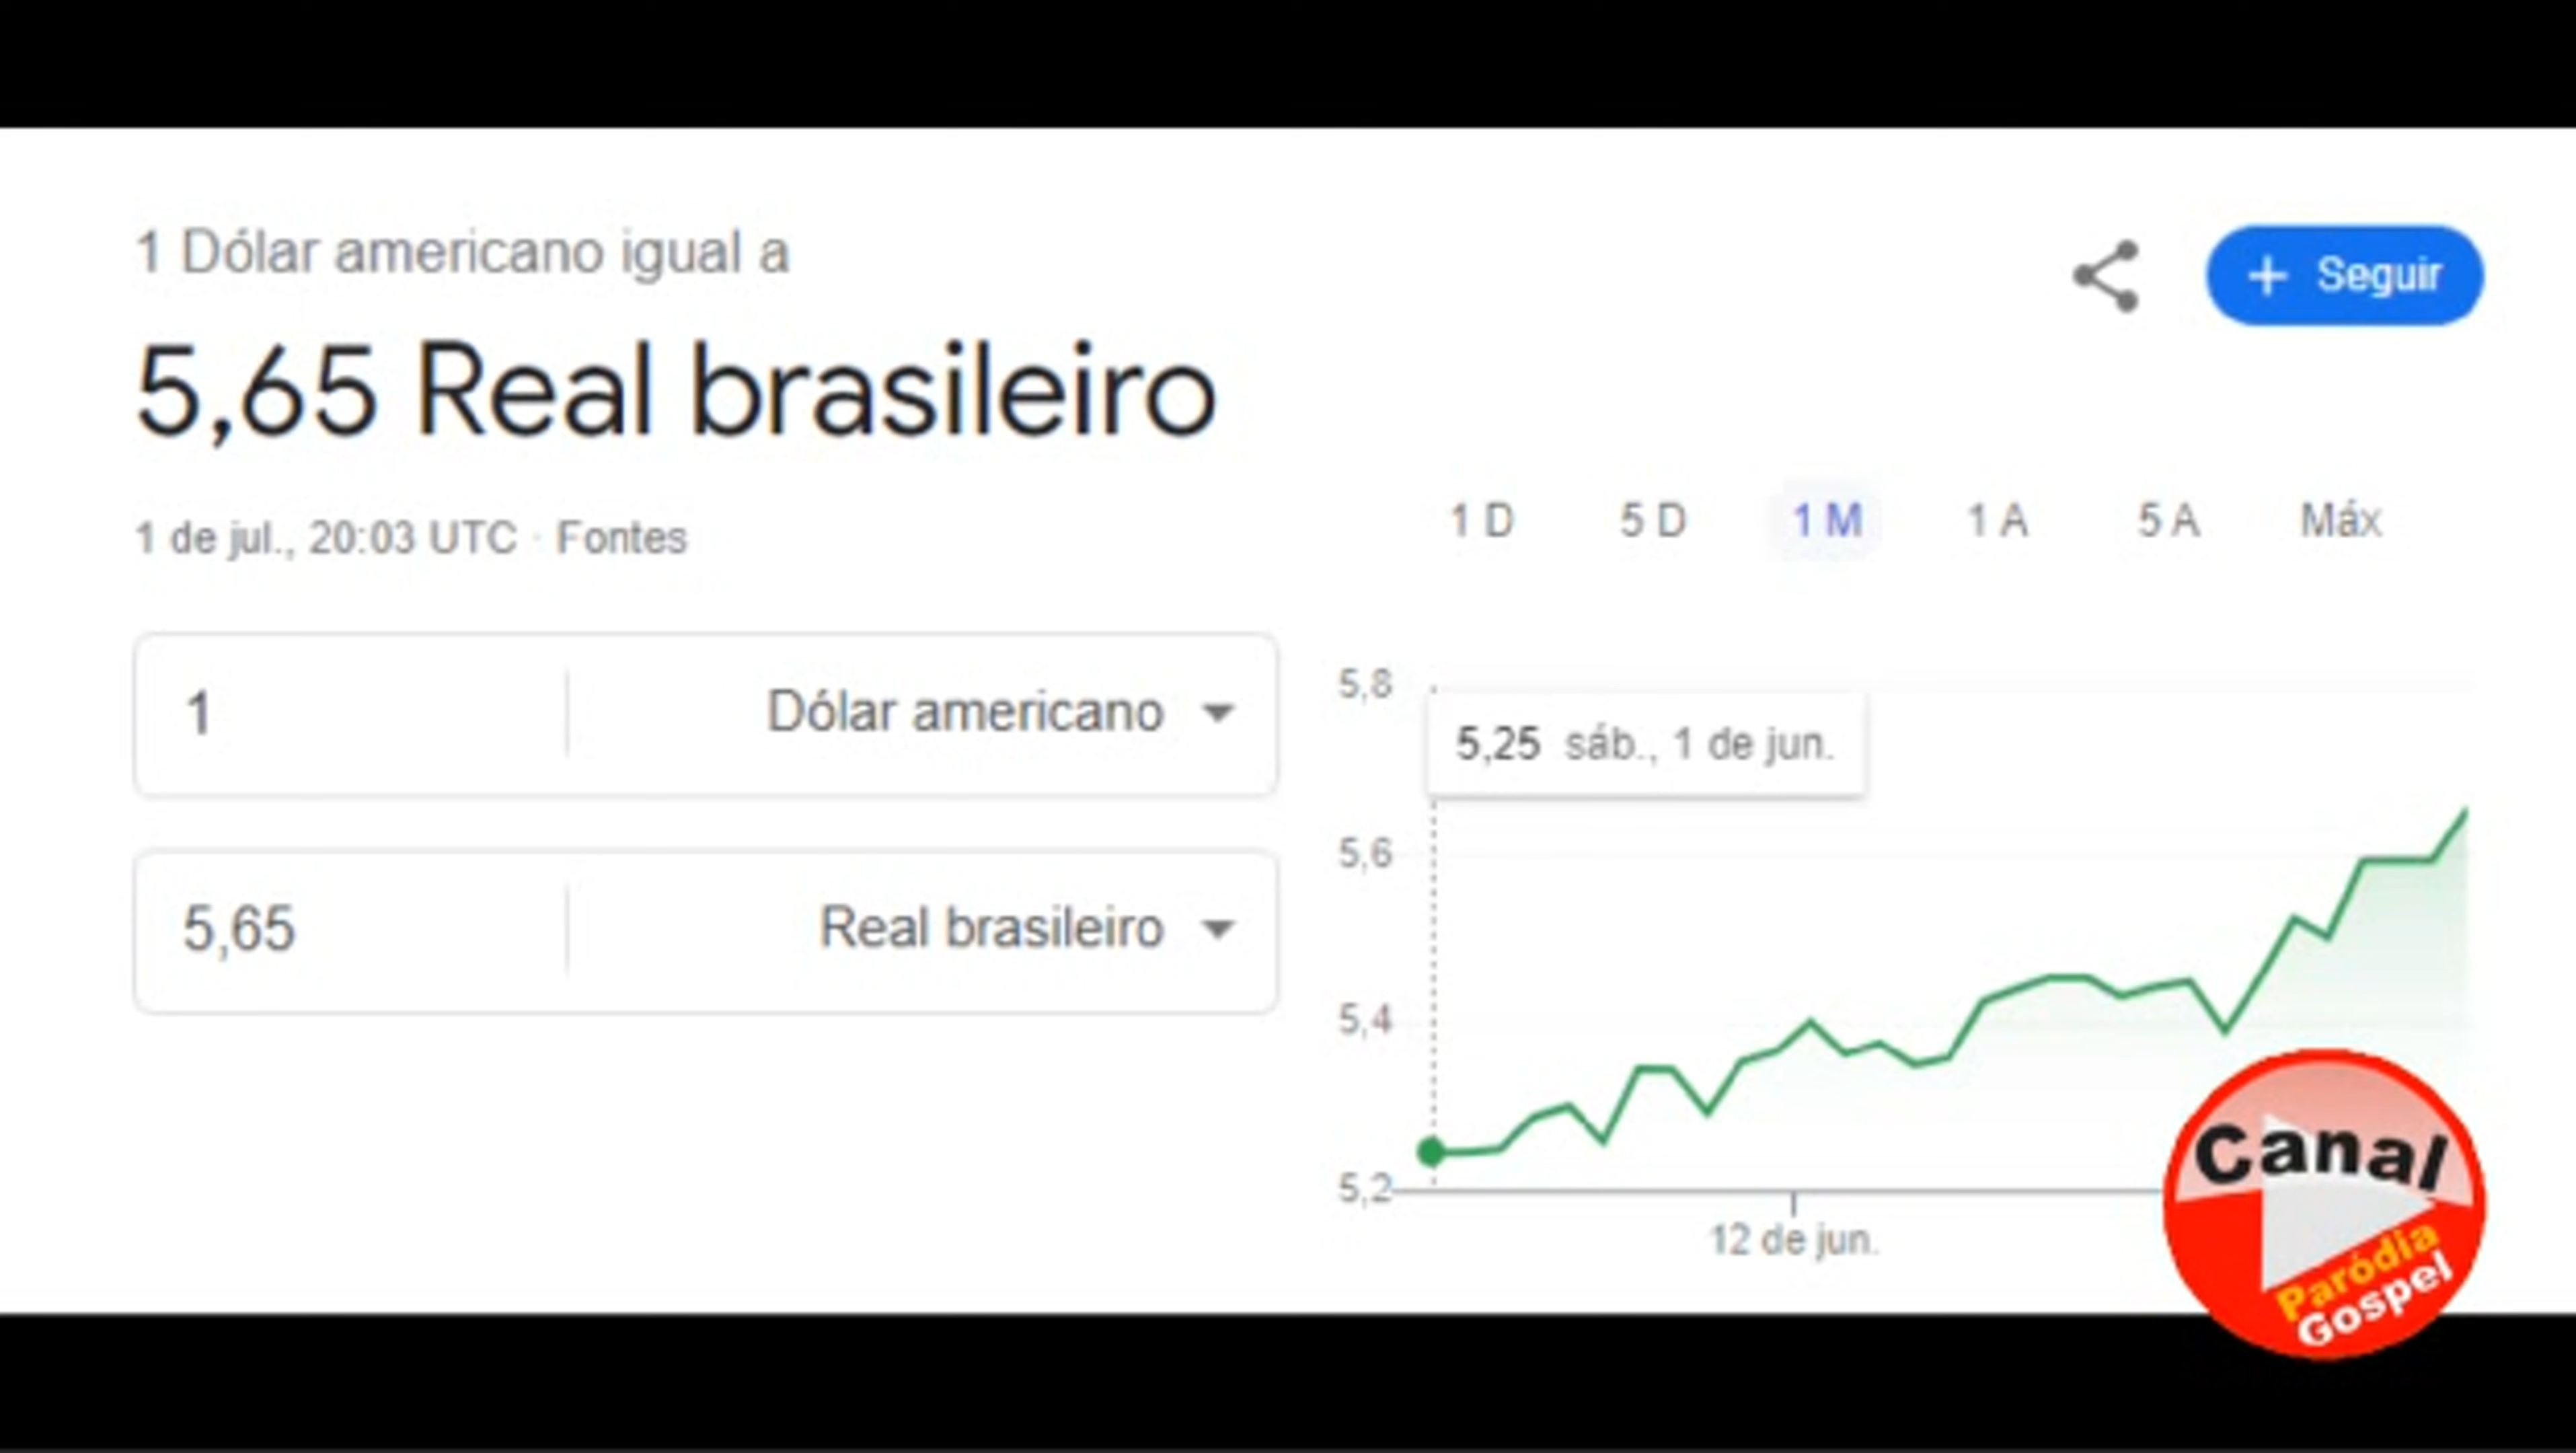 1 Dólar americano igual a
+ Seguir
5,65 Real brasileiro
1 de jul., 20:03 UTC · Fontes
1 D 5 D 1 M 1 A 5 A Máx
1 Dólar americano
5,65 Real brasileiro
5,8
5,25 sáb., 1 de jun.
5,6
5,4
5,2
12 de jun.
Canal
Paródia
Gospel